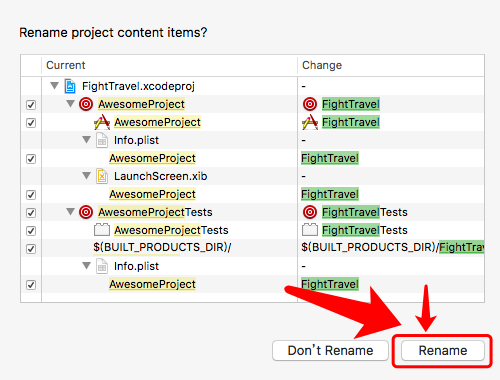 Rename project content items?
Current Change
FightTravel.xcodeproj -
AwesomeProject FightTravel
AwesomeProject FightTravel
Info.plist -
AwesomeProject FightTravel
LaunchScreen.xib -
AwesomeProject FightTravel
AwesomeProjectTests FightTravelTests
AwesomeProjectTests FightTravelTests
$(BUILT_PRODUCTS_DIR)/ $(BUILT_PRODUCTS_DIR)/FightTrav
Info.plist -
AwesomeProject FightTravel
Don't Rename Rename